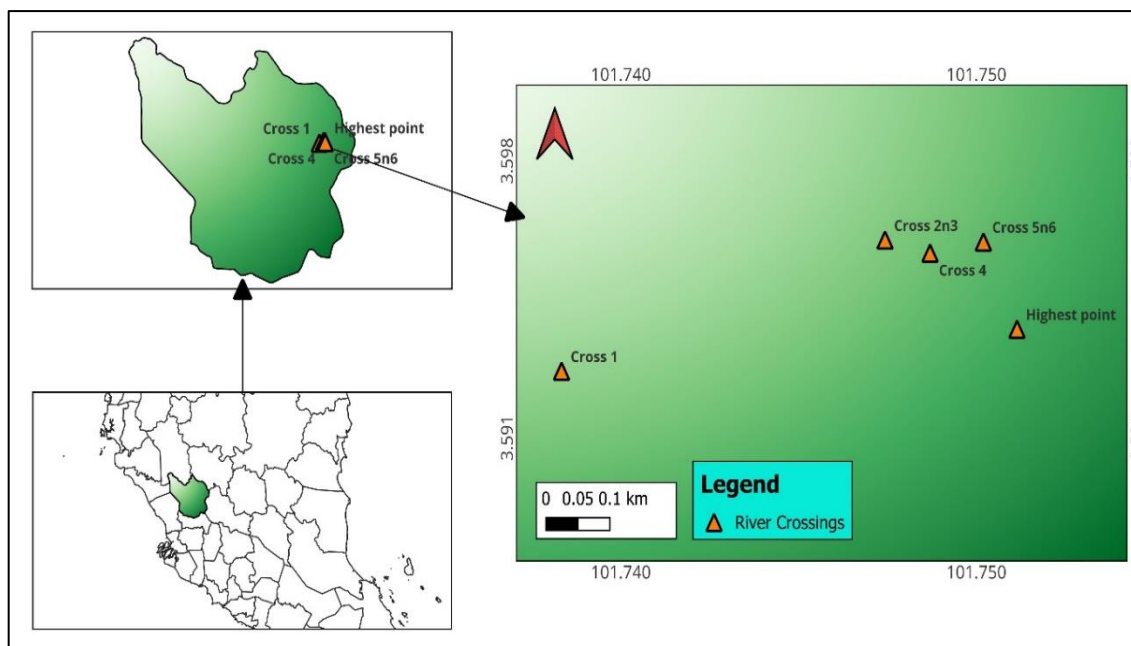 Cross 1
Highest point
Cross 4
Cross 5n6
101.740
101.750
3.598
3.591
Cross 2n3
Cross 5n6
Cross 4
Highest point
Cross 1
0 0.05 0.1 km
Legend
River Crossings
101.740
101.750